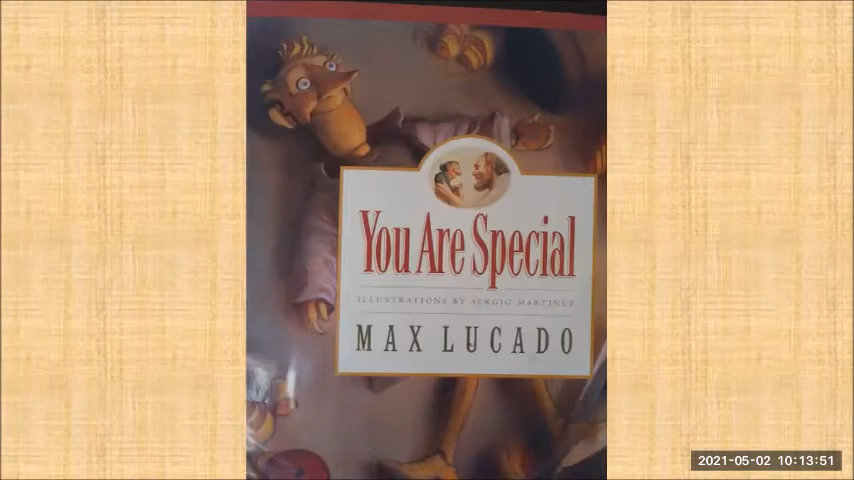 You Are Special
ILLUSTRATIONS BY SERGIO MARTINEZ
MAX LUCADO
2021-05-02 10:13:51